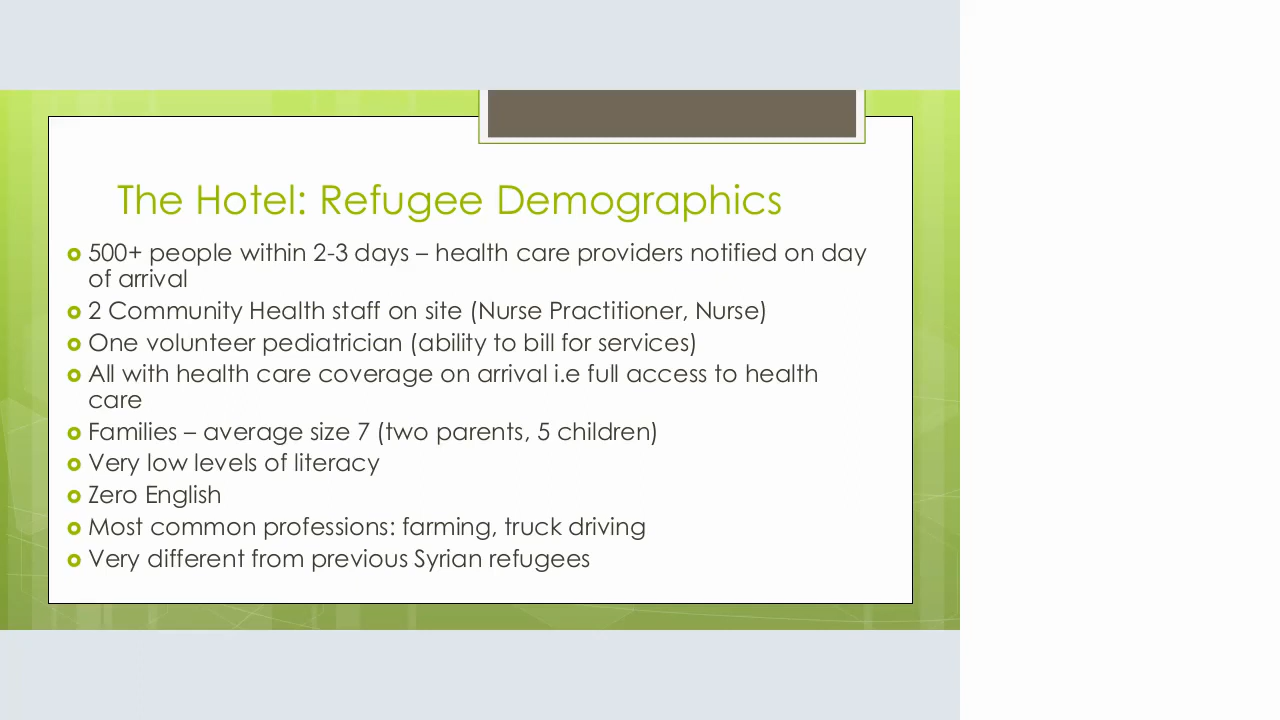 The Hotel: Refugee Demographics
500+ people within 2-3 days – health care providers notified on day
of arrival
2 Community Health staff on site (Nurse Practitioner, Nurse)
One volunteer pediatrician (ability to bill for services)
All with health care coverage on arrival i.e full access to health
care
Families – average size 7 (two parents, 5 children)
Very low levels of literacy
Zero English
Most common professions: farming, truck driving
Very different from previous Syrian refugees